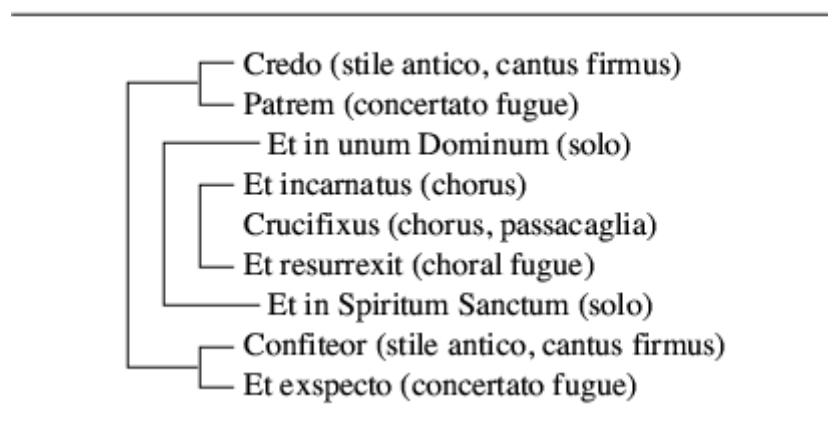 Credo (stile antico, cantus firmus)
Patrem (concertato fugue)
Et in unum Dominum (solo)
Et incarnatus (chorus)
Crucifixus (chorus, passacaglia)
Et resurrexit (choral fugue)
Et in Spiritum Sanctum (solo)
Confiteor (stile antico, cantus firmus)
Et exspecto (concertato fugue)